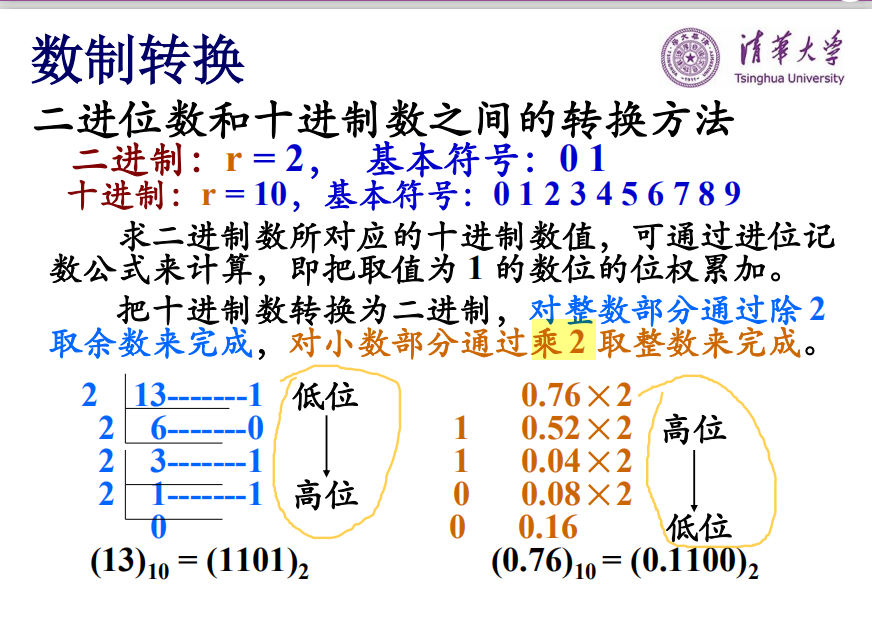 数制转换
清華大学
Tsinghua University
二进位数和十进制数之间的转换方法
二进制：r = 2， 基本符号：0 1
十进制：r = 10，基本符号：0 1 2 3 4 5 6 7 8 9
求二进制数所对应的十进制数值，可通过进位记
数公式来计算，即把取值为 1 的数位的位权累加。
把十进制数转换为二进制，对整数部分通过除 2
取余数来完成，对小数部分通过乘 2 取整数来完成。
2 13-------1 低位
2 6-------0
2 3-------1
2 1-------1 高位
0
(13)10 = (1101)2
0.76×2
1 0.52×2 高位
1 0.04×2
0 0.08×2
0 0.16 低位
(0.76)10 = (0.1100)2